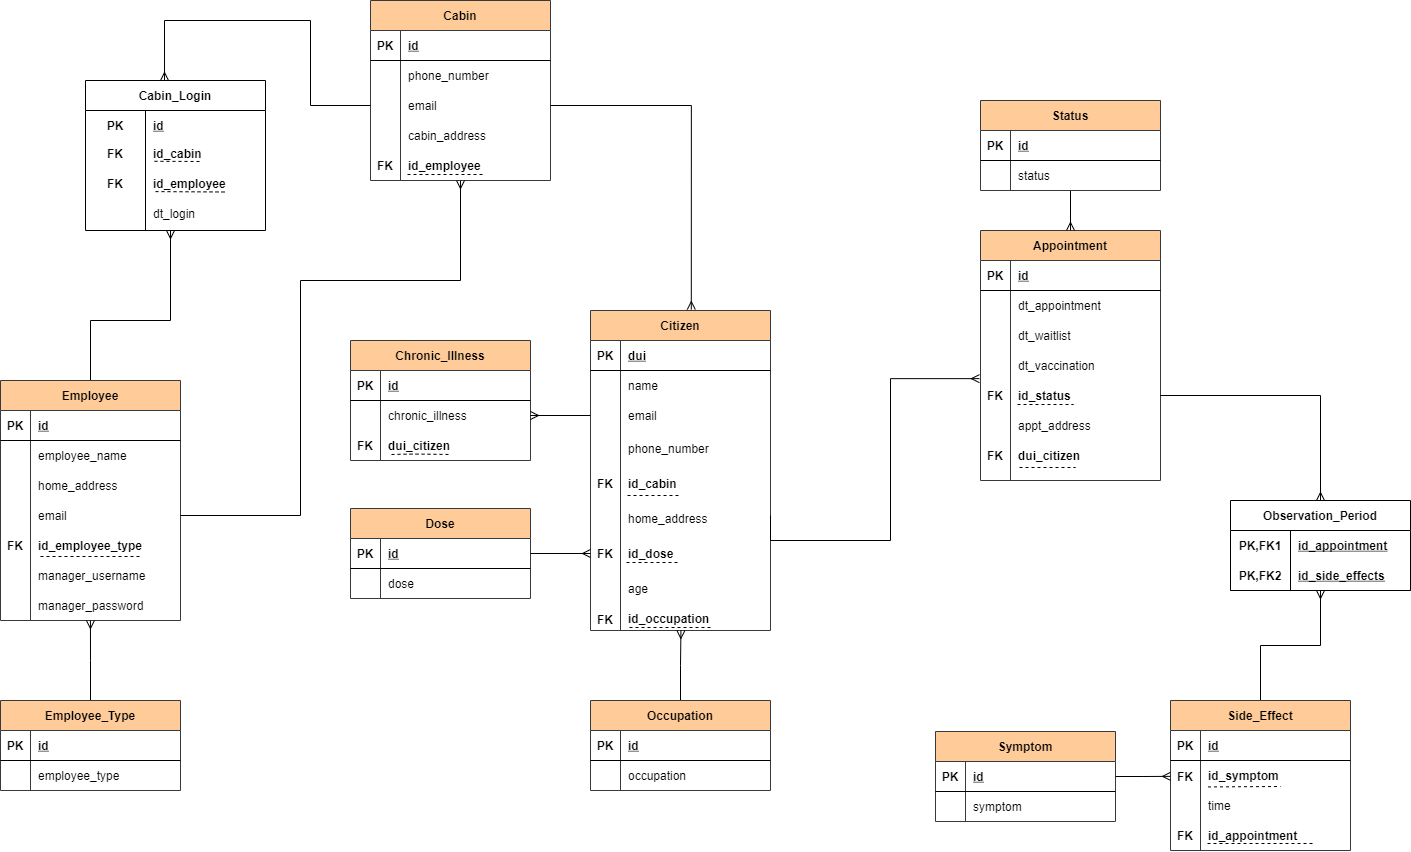 Cabin
PK id
phone_number
email
cabin_address
FK id_employee
Cabin_Login
PK id
FK id_cabin
FK id_employee
dt_login
Status
PK id
status
Appointment
PK id
dt_appointment
dt_waitlist
dt_vaccination
FK id_status
appt_address
FK dui_citizen
Citizen
PK dui
name
email
phone_number
FK id_cabin
home_address
FK id_dose
age
FK id_occupation
Chronic_Illness
PK id
chronic_illness
FK dui_citizen
Employee
PK id
employee_name
home_address
email
FK id_employee_type
manager_username
manager_password
Dose
PK id
dose
Observation_Period
PK,FK1 id_appointment
PK,FK2 id_side_effects
Employee_Type
PK id
employee_type
Occupation
PK id
occupation
Symptom
PK id
symptom
Side_Effect
PK id
FK id_symptom
time
FK id_appointment